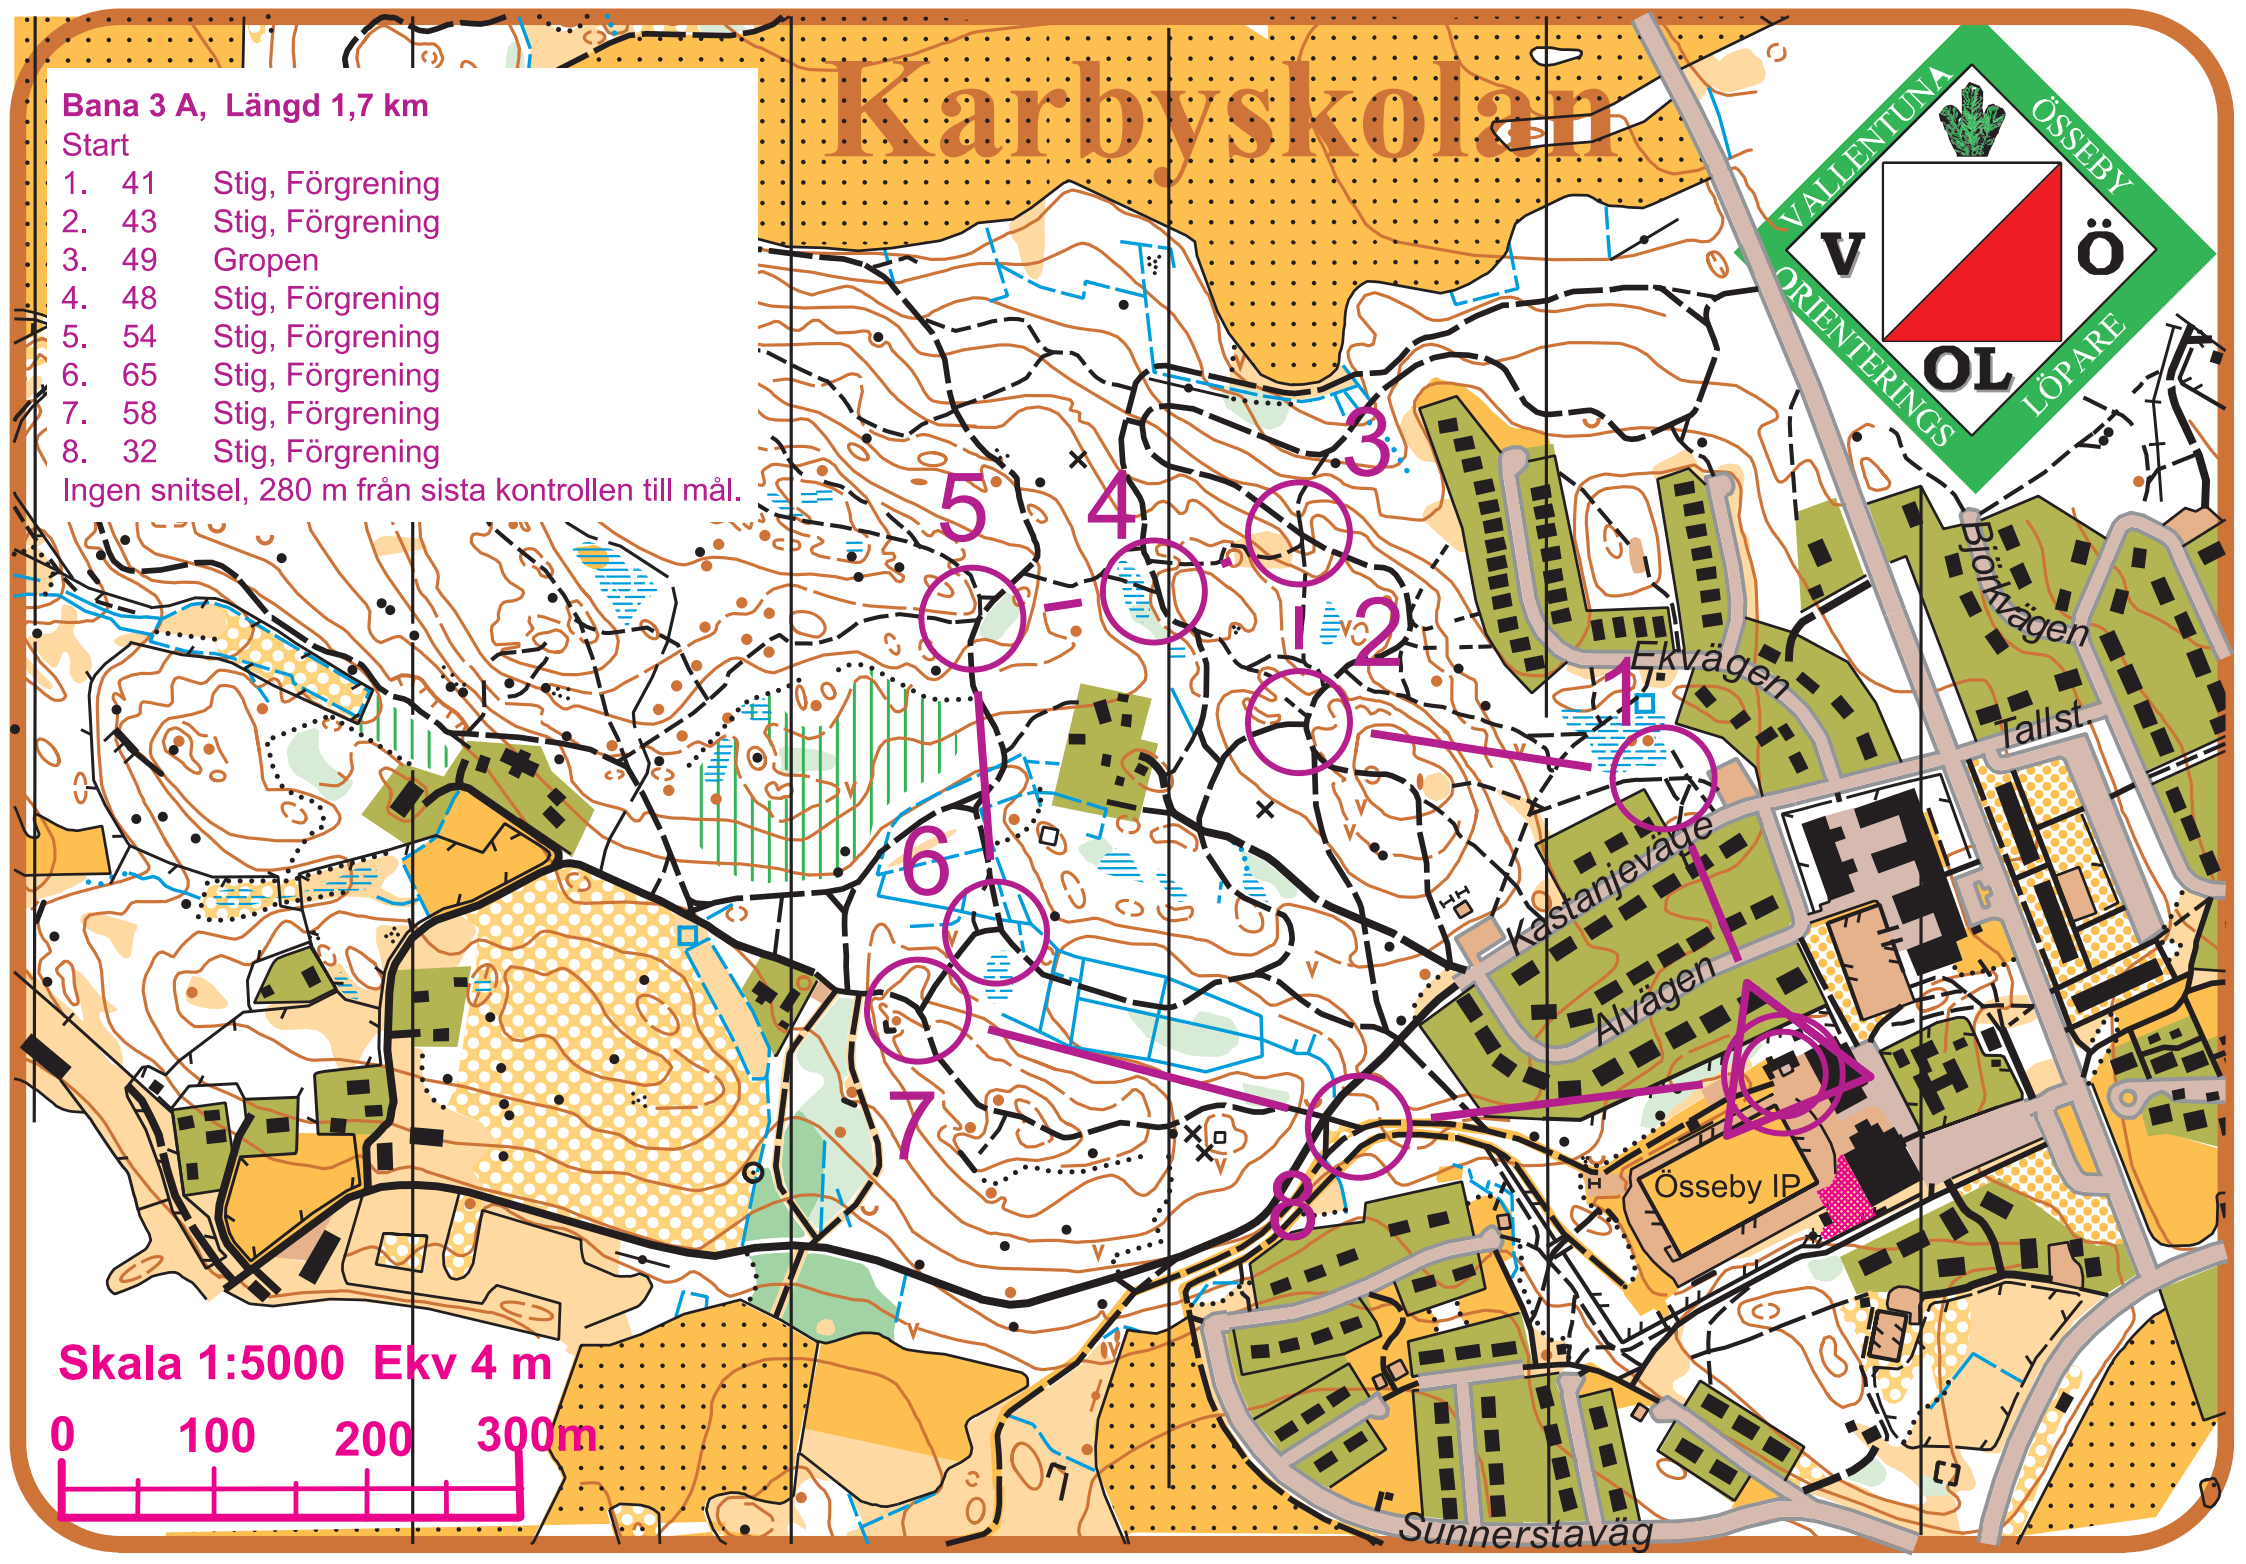 Karbyskolan
Bana 3 A, Längd 1,7 km
Start
1. 41 Stig, Förgrening
2. 43 Stig, Förgrening
3. 49 Gropen
4. 48 Stig, Förgrening
5. 54 Stig, Förgrening
6. 65 Stig, Förgrening
7. 58 Stig, Förgrening
8. 32 Stig, Förgrening
Ingen snitsel, 280 m från sista kontrollen till mål.
VALLENTUNA
ÖSSEBY
V
Ö
OL
ORIENTERINGS
LÖPARE
3
5
4
2
1
6
7
8
Björkvägen
Ekvägen
Tallst.
Kastanjeväge
Alvägen
Össeby IP
Sunnerstaväg
Skala 1:5000 Ekv 4 m
0 100 200 300m